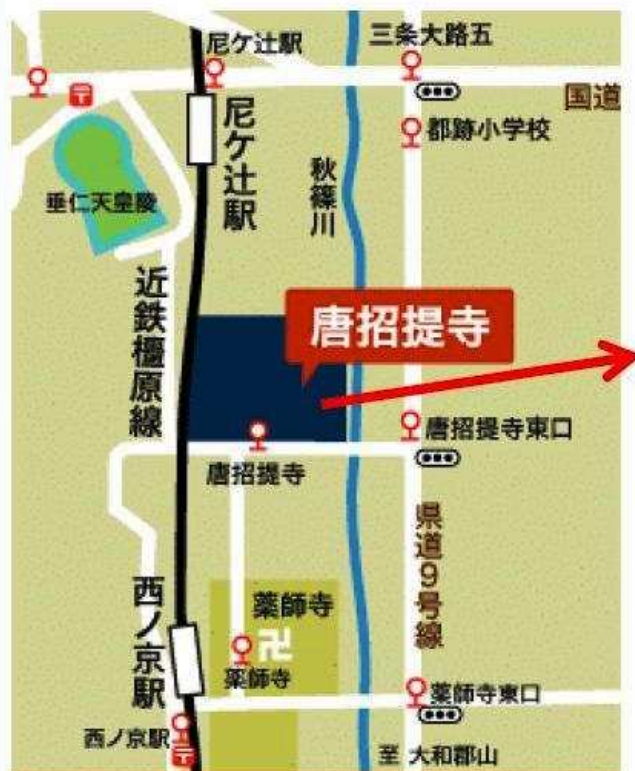 尼ケ辻駅
三条大路五
国道
都跡小学校
尼ケ辻駅
秋篠川
垂仁天皇陵
近鉄橿原線
唐招提寺
唐招提寺東口
唐招提寺
県道9号線
西ノ京駅
薬師寺
卍
薬師寺
薬師寺東口
西ノ京駅
至 大和郡山